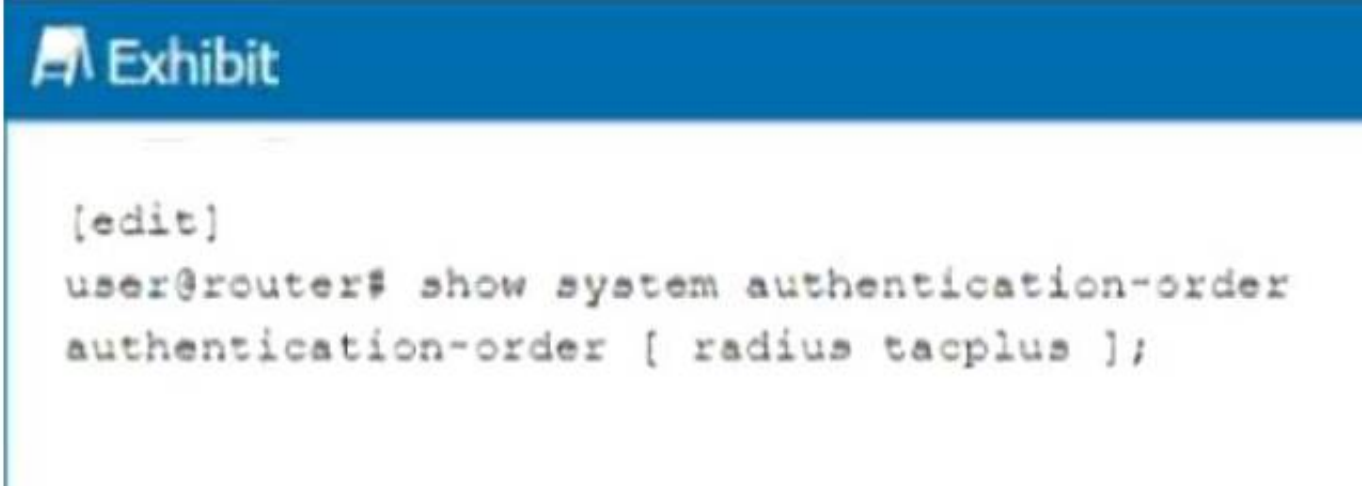 Exhibit
[edit]
user@router# show system authentication-order
authentication-order [ radius tacplus ];